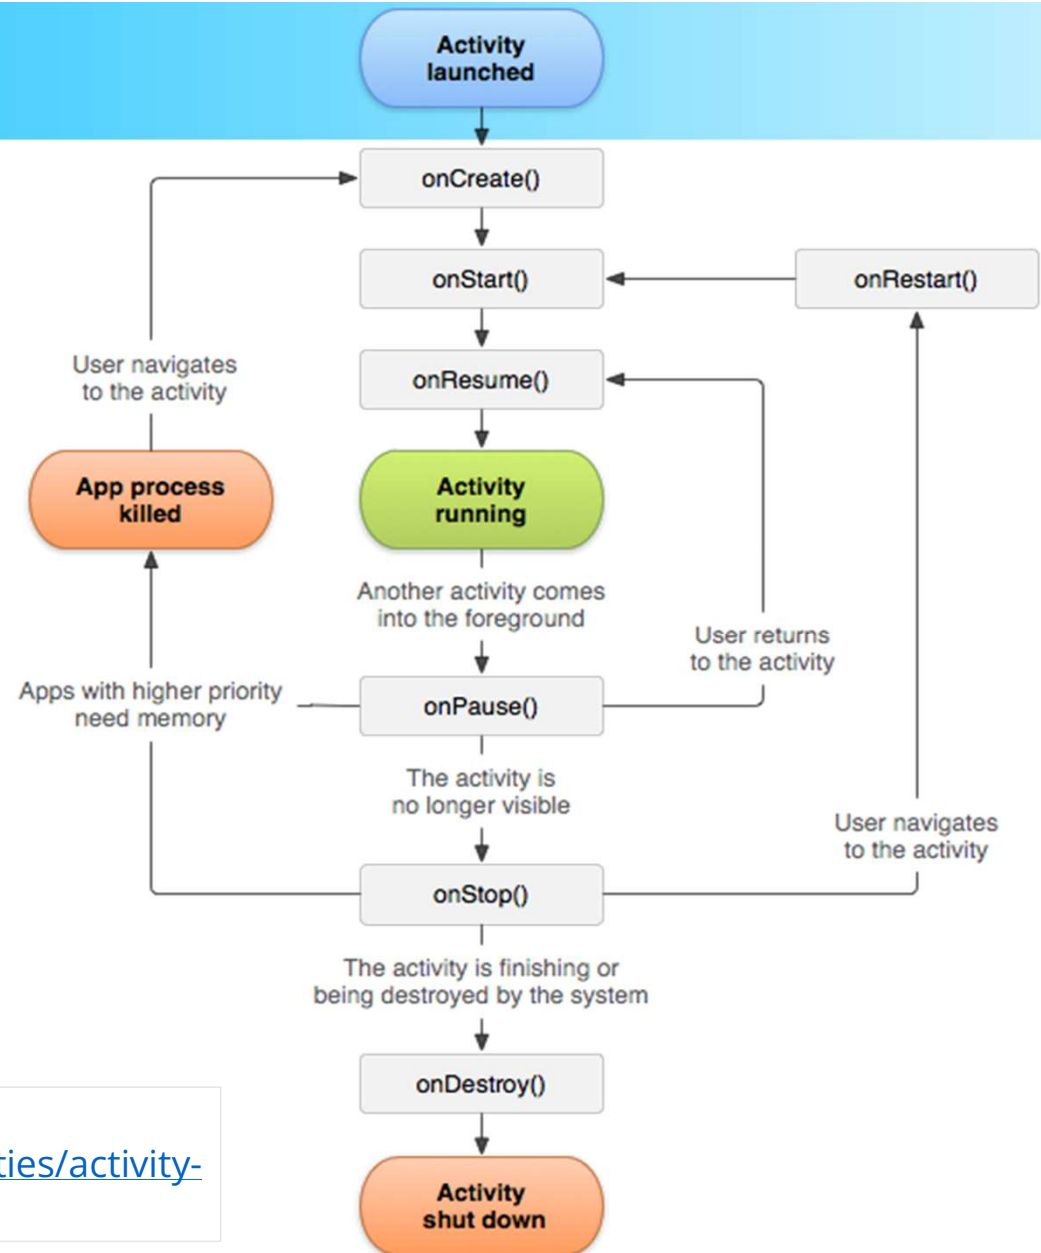 Activity
launched
onCreate()
onStart()
onRestart()
User navigates
to the activity
onResume()
App process
killed
Activity
running
Another activity comes
into the foreground
User returns
to the activity
Apps with higher priority
need memory
onPause()
The activity is
no longer visible
User navigates
to the activity
onStop()
The activity is finishing or
being destroyed by the system
onDestroy()
ties/activity-
Activity
shut down